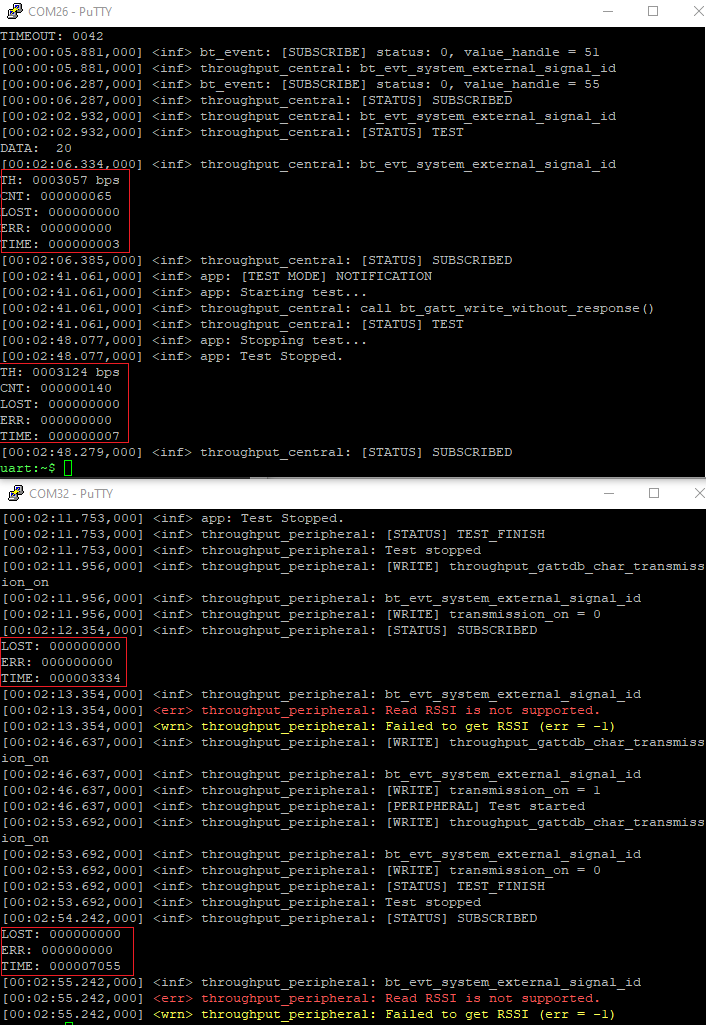 COM26 - PuTTY
TIMEOUT: 0042
[00:00:05.881,000] <inf> bt_event: [SUBSCRIBE] status: 0, value_handle = 51
[00:00:05.881,000] <inf> throughput_central: bt_evt_system_external_signal_id
[00:00:06.287,000] <inf> bt_event: [SUBSCRIBE] status: 0, value_handle = 55
[00:00:06.287,000] <inf> throughput_central: [STATUS] SUBSCRIBED
[00:02:02.932,000] <inf> throughput_central: bt_evt_system_external_signal_id
[00:02:02.932,000] <inf> throughput_central: [STATUS] TEST
DATA:  20
[00:02:06.334,000] <inf> throughput_central: bt_evt_system_external_signal_id
TH: 0003057 bps
CNT: 000000065
LOST: 000000000
ERR: 000000000
TIME: 000000003
[00:02:06.385,000] <inf> throughput_central: [STATUS] SUBSCRIBED
[00:02:41.061,000] <inf> app: [TEST MODE] NOTIFICATION
[00:02:41.061,000] <inf> app: Starting test...
[00:02:41.061,000] <inf> throughput_central: call bt_gatt_write_without_response()
[00:02:41.061,000] <inf> throughput_central: [STATUS] TEST
[00:02:48.077,000] <inf> app: Stopping test...
[00:02:48.077,000] <inf> app: Test Stopped.
TH: 0003124 bps
CNT: 000000140
LOST: 000000000
ERR: 000000000
TIME: 000000007
[00:02:48.279,000] <inf> throughput_central: [STATUS] SUBSCRIBED
uart:~$
COM32 - PuTTY
[00:02:11.753,000] <inf> app: Test Stopped.
[00:02:11.753,000] <inf> throughput_peripheral: [STATUS] TEST_FINISH
[00:02:11.753,000] <inf> throughput_peripheral: Test stopped
[00:02:11.956,000] <inf> throughput_peripheral: [WRITE] throughput_gattdb_char_transmiss
ion_on
[00:02:11.956,000] <inf> throughput_peripheral: bt_evt_system_external_signal_id
[00:02:11.956,000] <inf> throughput_peripheral: [WRITE] transmission_on = 0
[00:02:12.354,000] <inf> throughput_peripheral: [STATUS] SUBSCRIBED
LOST: 000000000
ERR: 000000000
TIME: 000003334
[00:02:13.354,000] <inf> throughput_peripheral: bt_evt_system_external_signal_id
[00:02:13.354,000] <err> throughput_peripheral: Read RSSI is not supported.
[00:02:13.354,000] <wrn> throughput_peripheral: Failed to get RSSI (err = -1)
[00:02:46.637,000] <inf> throughput_peripheral: [WRITE] throughput_gattdb_char_transmiss
ion_on
[00:02:46.637,000] <inf> throughput_peripheral: bt_evt_system_external_signal_id
[00:02:46.637,000] <inf> throughput_peripheral: [WRITE] transmission_on = 1
[00:02:46.637,000] <inf> throughput_peripheral: [PERIPHERAL] Test started
[00:02:53.692,000] <inf> throughput_peripheral: [WRITE] throughput_gattdb_char_transmiss
ion_on
[00:02:53.692,000] <inf> throughput_peripheral: bt_evt_system_external_signal_id
[00:02:53.692,000] <inf> throughput_peripheral: [WRITE] transmission_on = 0
[00:02:53.692,000] <inf> throughput_peripheral: [STATUS] TEST_FINISH
[00:02:53.692,000] <inf> throughput_peripheral: Test stopped
[00:02:54.242,000] <inf> throughput_peripheral: [STATUS] SUBSCRIBED
LOST: 000000000
ERR: 000000000
TIME: 000007055
[00:02:55.242,000] <inf> throughput_peripheral: bt_evt_system_external_signal_id
[00:02:55.242,000] <err> throughput_peripheral: Read RSSI is not supported.
[00:02:55.242,000] <wrn> throughput_peripheral: Failed to get RSSI (err = -1)